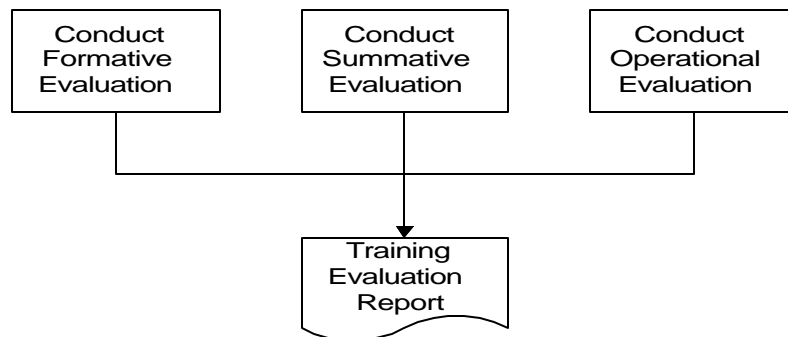 Conduct
Formative
Evaluation
Conduct
Summative
Evaluation
Conduct
Operational
Evaluation
Training
Evaluation
Report